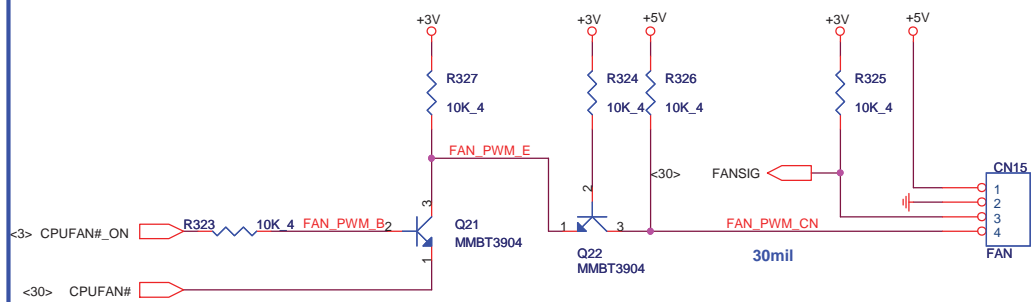 +3V
+3V
+5V
+3V
+5V
R327
10K_4
R324
10K_4
R326
10K_4
R325
10K_4
FAN_PWM_E
<30>
FANSIG
CN15
1
2
3
4
FAN
2
1
3
Q22
MMBT3904
FAN_PWM_CN
30mil
<3> CPUFAN#_ON
R323
10K_4
FAN_PWM_B
2
3
1
Q21
MMBT3904
<30> CPUFAN#